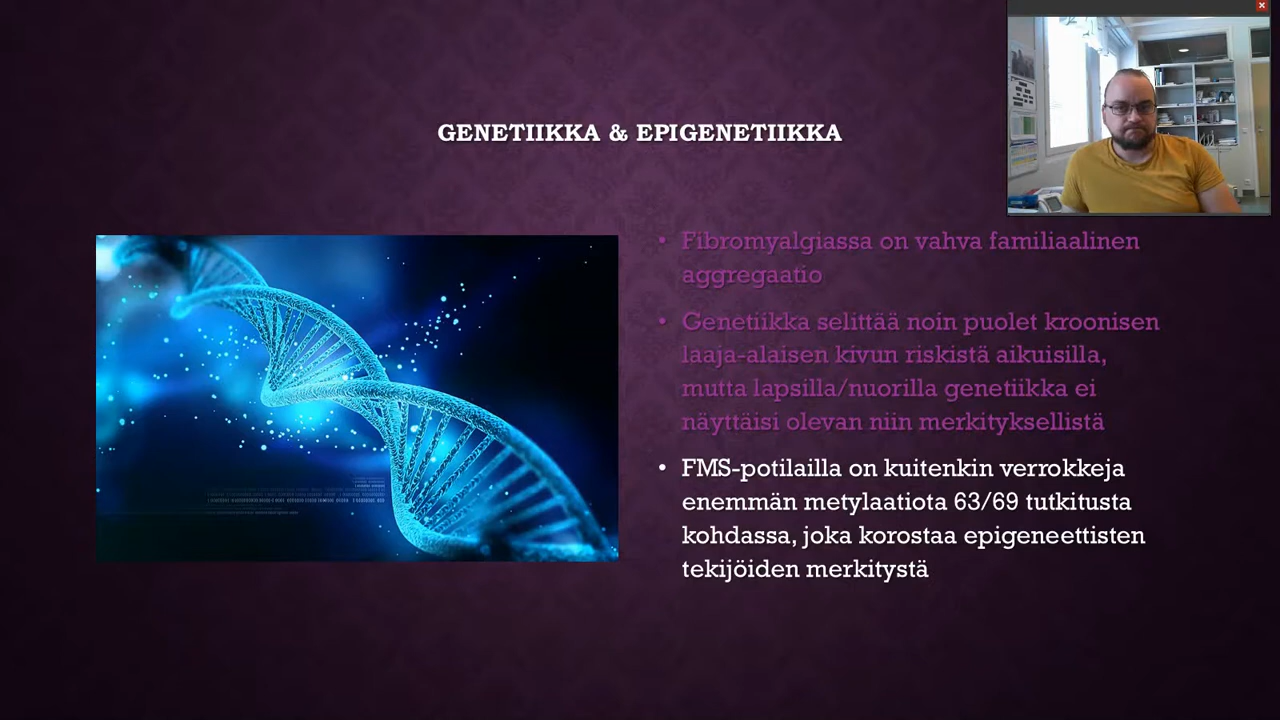 GENETIIKKA & EPIGENETIIKKA
• Fibromyalgiassa on vahva familiaalinen
aggregaatio
• Genetiikka selittää noin puolet kroonisen
laaja-alaisen kivun riskistä aikuisilla,
mutta lapsilla/nuorilla genetiikka ei
näyttäisi olevan niin merkityksellistä
• FMS-potilailla on kuitenkin verrokkeja
enemmän metylaatiota 63/69 tutkitusta
kohdassa, joka korostaa epigeneettisten
tekijöiden merkitystä